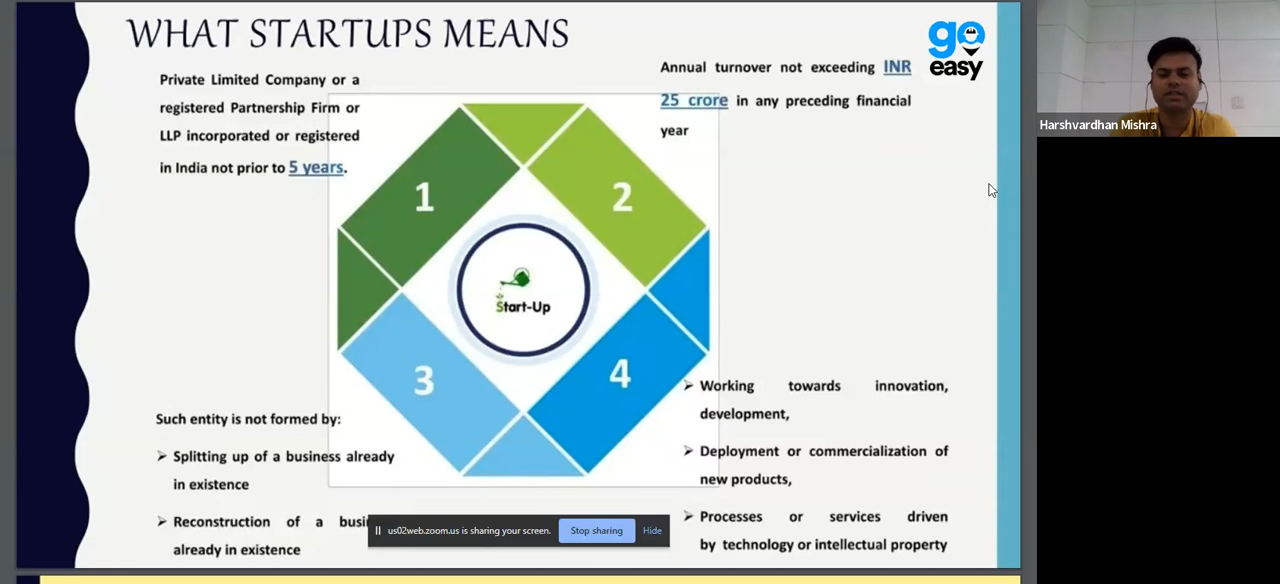 WHAT STARTUPS MEANS
go
easy
Private Limited Company or a
registered Partnership Firm or
LLP incorporated or registered
in India not prior to 5 years.
Annual turnover not exceeding INR
25 crore in any preceding financial
year
Harshvardhan Mishra
1
2
Start-Up
3
4
Such entity is not formed by:
➢ Splitting up of a business already
in existence
➢ Reconstruction of a
already in existence
➢ Working towards innovation,
development,
➢ Deployment or commercialization of
new products,
➢ Processes or services driven
by technology or intellectual property
us02web.zoom.us is sharing your screen.
Stop sharing
Hide